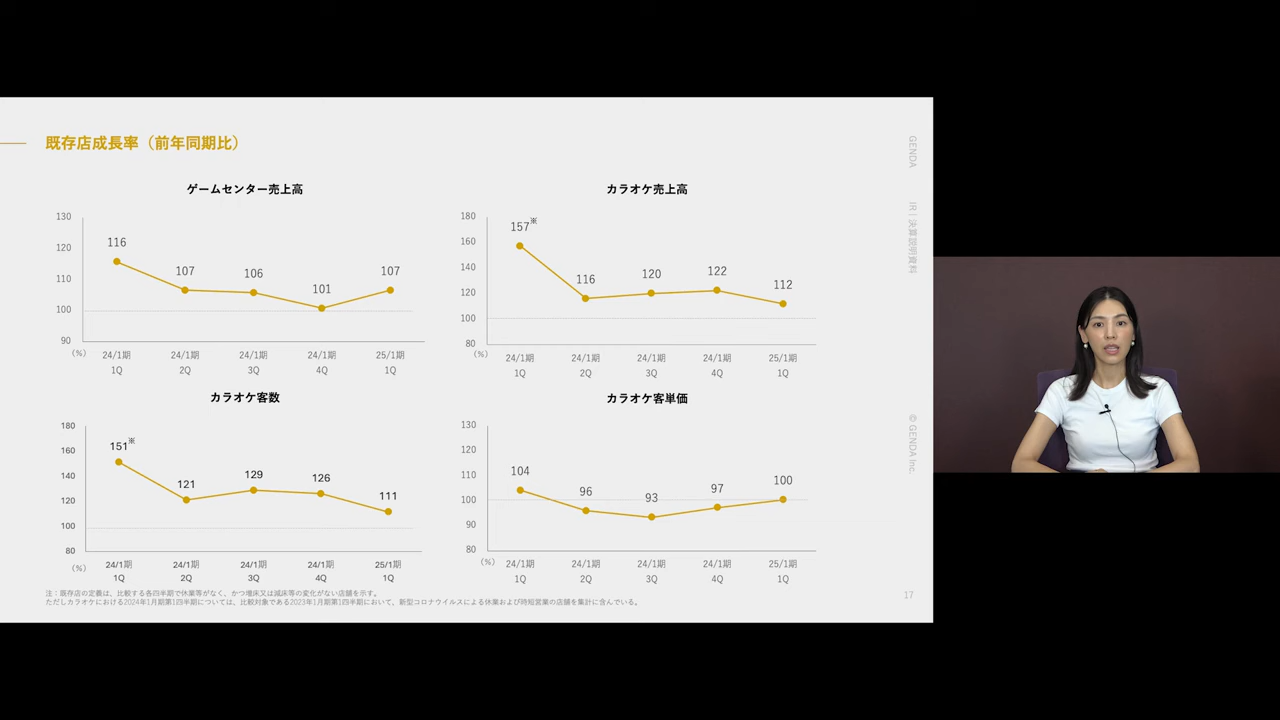 既存店成長率（前年同期比）
ゲームセンター売上高
130
120
110
100
90
(%)
116
107
106
101
107
24/1期 24/1期 24/1期 24/1期 25/1期
1Q 2Q 3Q 4Q 1Q
カラオケ売上高
180
160
140
120
100
80
(%)
157※
116
120
122
112
24/1期 24/1期 24/1期 24/1期 25/1期
1Q 2Q 3Q 4Q 1Q
カラオケ客数
180
160
140
120
100
80
(%)
151※
121
129
126
111
24/1期 24/1期 24/1期 24/1期 25/1期
1Q 2Q 3Q 4Q 1Q
カラオケ客単価
130
120
110
100
90
80
(%)
104
96
93
97
100
24/1期 24/1期 24/1期 24/1期 25/1期
1Q 2Q 3Q 4Q 1Q
注：既存店の定義は、比較する各四半期で休業等がなく、かつ増床又は減床等の変化がない店舗を示す。
ただしカラオケにおける2024年1月期第1四半期については、比較対象である2023年1月期第1四半期において、新型コロナウイルスによる休業および時短営業の店舗を集計に含んでいる。
GENDA
IR | 決算説明資料
© GENDA Inc.
17